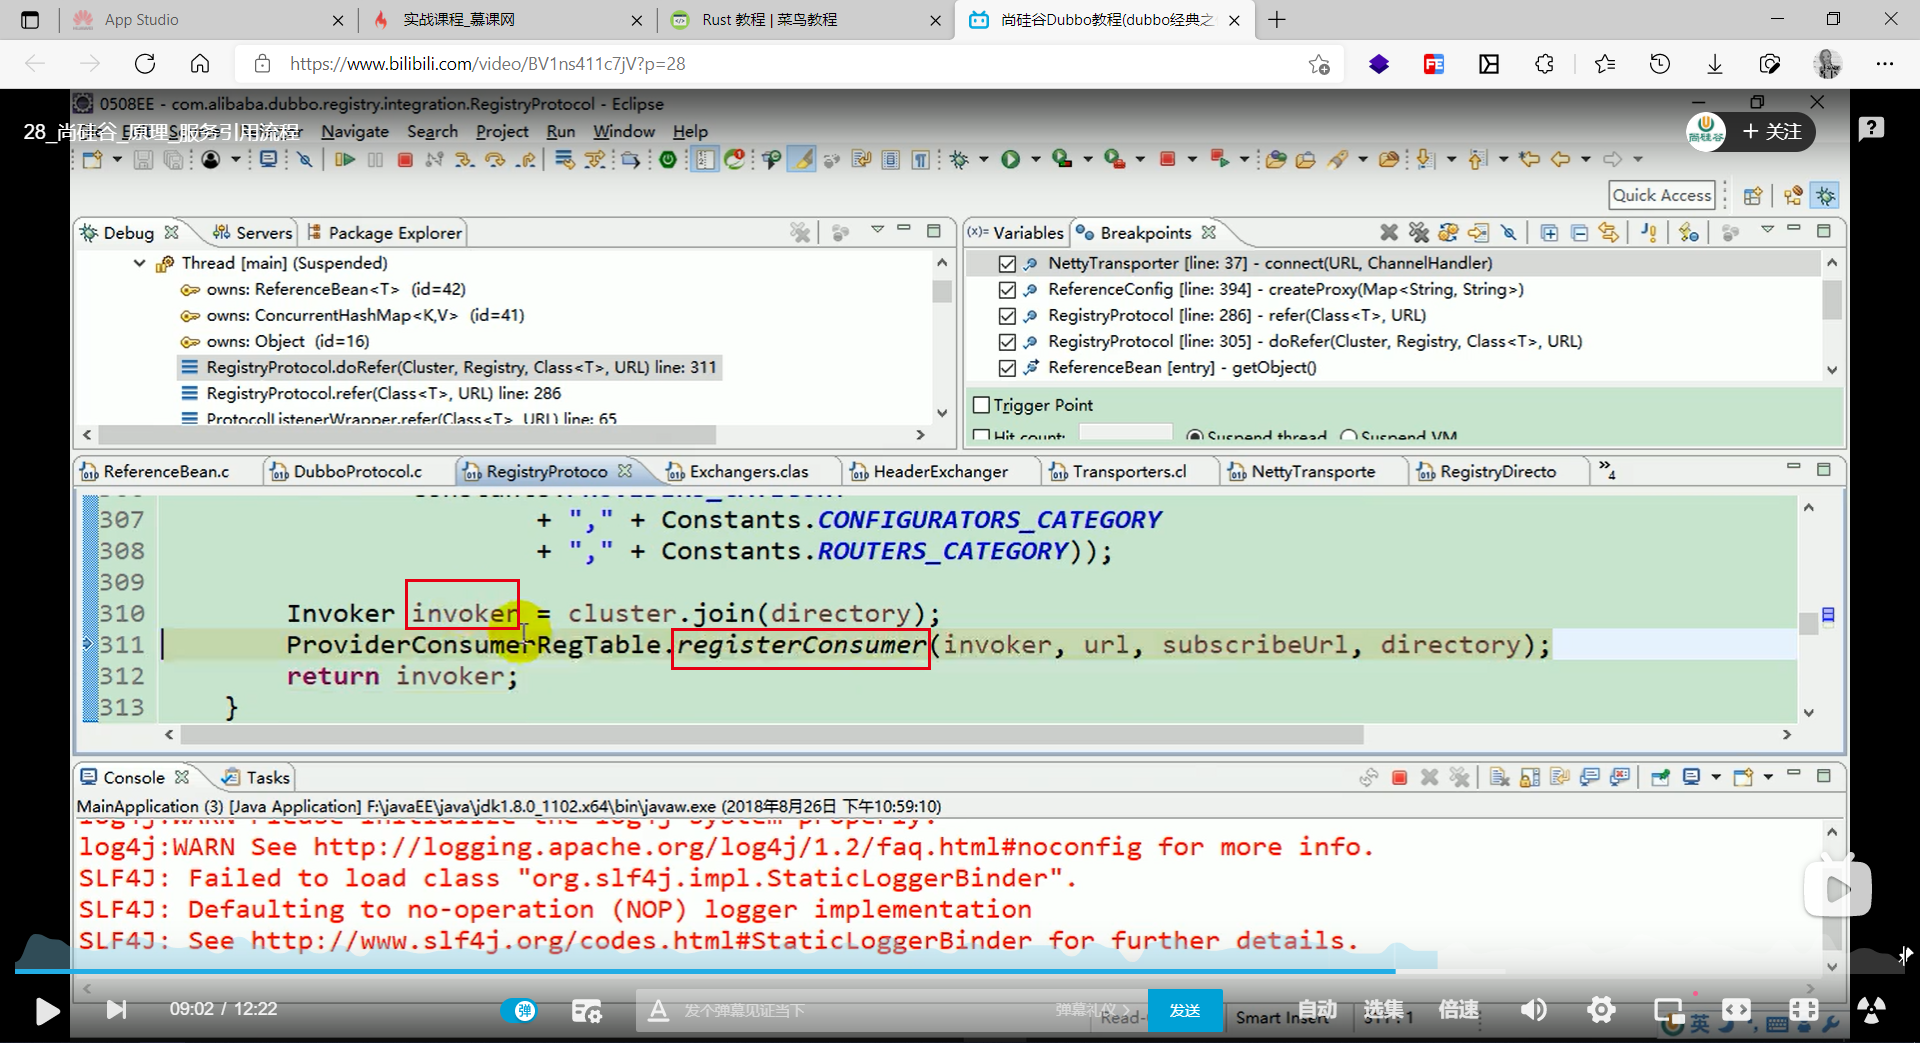 App Studio
实战课程_慕课网
Rust 教程 | 菜鸟教程
尚硅谷Dubbo教程(dubbo经典之
https://www.bilibili.com/video/BV1ns411c7jV?p=28
0508EE - com.alibaba.dubbo.registry.integration.RegistryProtocol - Eclipse
28_尚硅谷_原理_服务引用流程
Navigate Search Project Run Window Help
尚硅谷
+ 关注
Quick Access
Debug Servers Package Explorer
Thread [main] (Suspended)
owns: ReferenceBean<T> (id=42)
owns: ConcurrentHashMap<K,V> (id=41)
owns: Object (id=16)
RegistryProtocol.doRefer(Cluster, Registry, Class<T>, URL) line: 311
RegistryProtocol.refer(Class<T>, URL) line: 286
ProtocolListenerWrapper.refer(Class<T>, URL) line: 65
(x)= Variables Breakpoints
NettyTransporter [line: 37] - connect(URL, ChannelHandler)
ReferenceConfig [line: 394] - createProxy(Map<String, String>)
RegistryProtocol [line: 286] - refer(Class<T>, URL)
RegistryProtocol [line: 305] - doRefer(Cluster, Registry, Class<T>, URL)
ReferenceBean [entry] - getObject()
Trigger Point
Hit count: Suspend thread Suspend VM
ReferenceBean.c DubboProtocol.c RegistryProtoco Exchangers.clas HeaderExchanger Transporters.cl NettyTransporte RegistryDirecto »4
307 + "," + Constants.CONFIGURATORS_CATEGORY
308 + "," + Constants.ROUTERS_CATEGORY));
309
310 Invoker invoker = cluster.join(directory);
311 ProviderConsumerRegTable.registerConsumer(invoker, url, subscribeUrl, directory);
312 return invoker;
313 }
Console Tasks
MainApplication (3) [Java Application] F:\javaEE\java\jdk1.8.0_1102.x64\bin\javaw.exe (2018年8月26日 下午10:59:10)
log4j:WARN Please initialize the log4j system properly.
log4j:WARN See http://logging.apache.org/log4j/1.2/faq.html#noconfig for more info.
SLF4J: Failed to load class "org.slf4j.impl.StaticLoggerBinder".
SLF4J: Defaulting to no-operation (NOP) logger implementation
SLF4J: See http://www.slf4j.org/codes.html#StaticLoggerBinder for further details.
09:02 / 12:22
弹
发个弹幕见证当下
弹幕礼仪 >
发送
Smart Insert
自动
选集
倍速
英